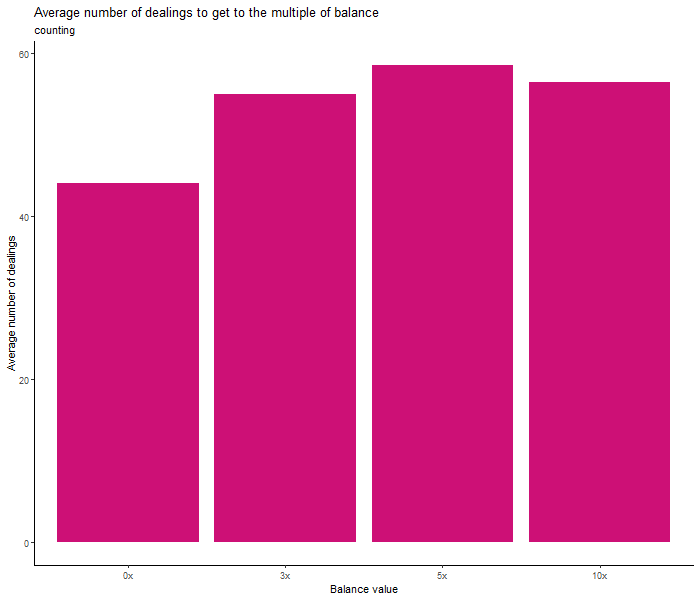 Average number of dealings to get to the multiple of balance
counting
Average number of dealings
60
40
20
0
0x 3x 5x 10x
Balance value